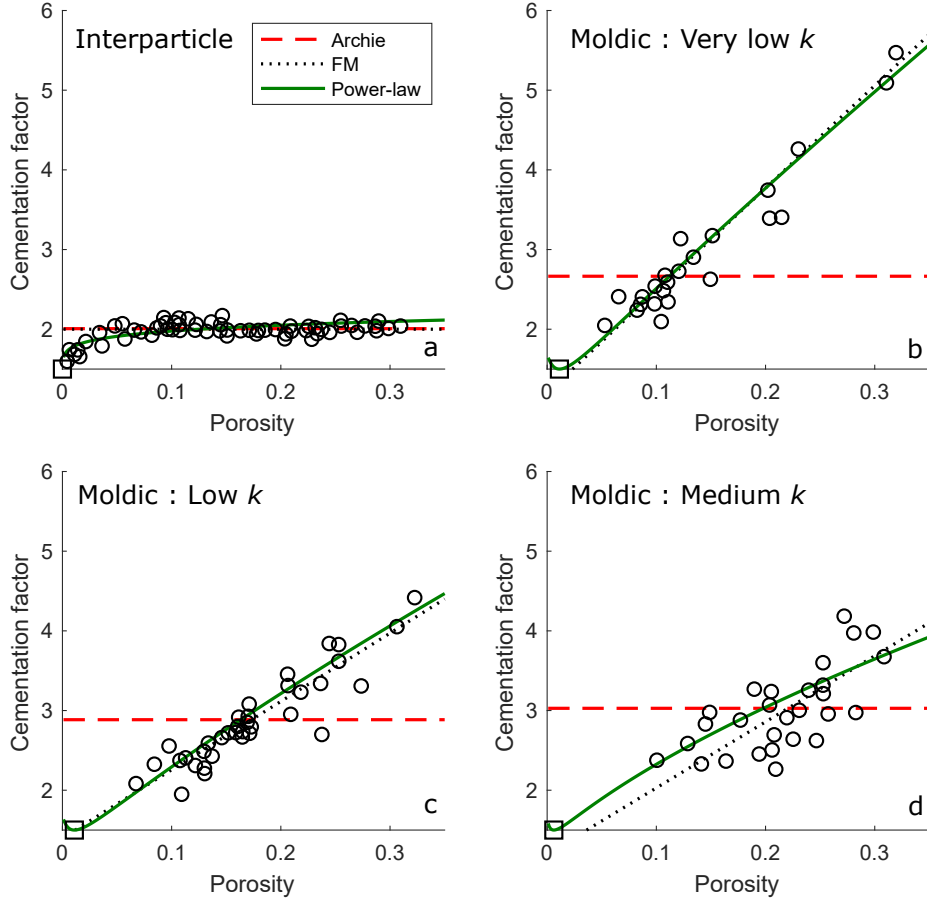 Interparticle
Archie
FM
Power-law
6
5
4
3
2
1
Cementation factor
0
0.1
0.2
0.3
Porosity
a
Moldic : Very low k
6
5
4
3
2
Cementation factor
0
0.1
0.2
0.3
Porosity
b
Moldic : Low k
6
5
4
3
2
Cementation factor
0
0.1
0.2
0.3
Porosity
c
Moldic : Medium k
6
5
4
3
2
Cementation factor
0
0.1
0.2
0.3
Porosity
d